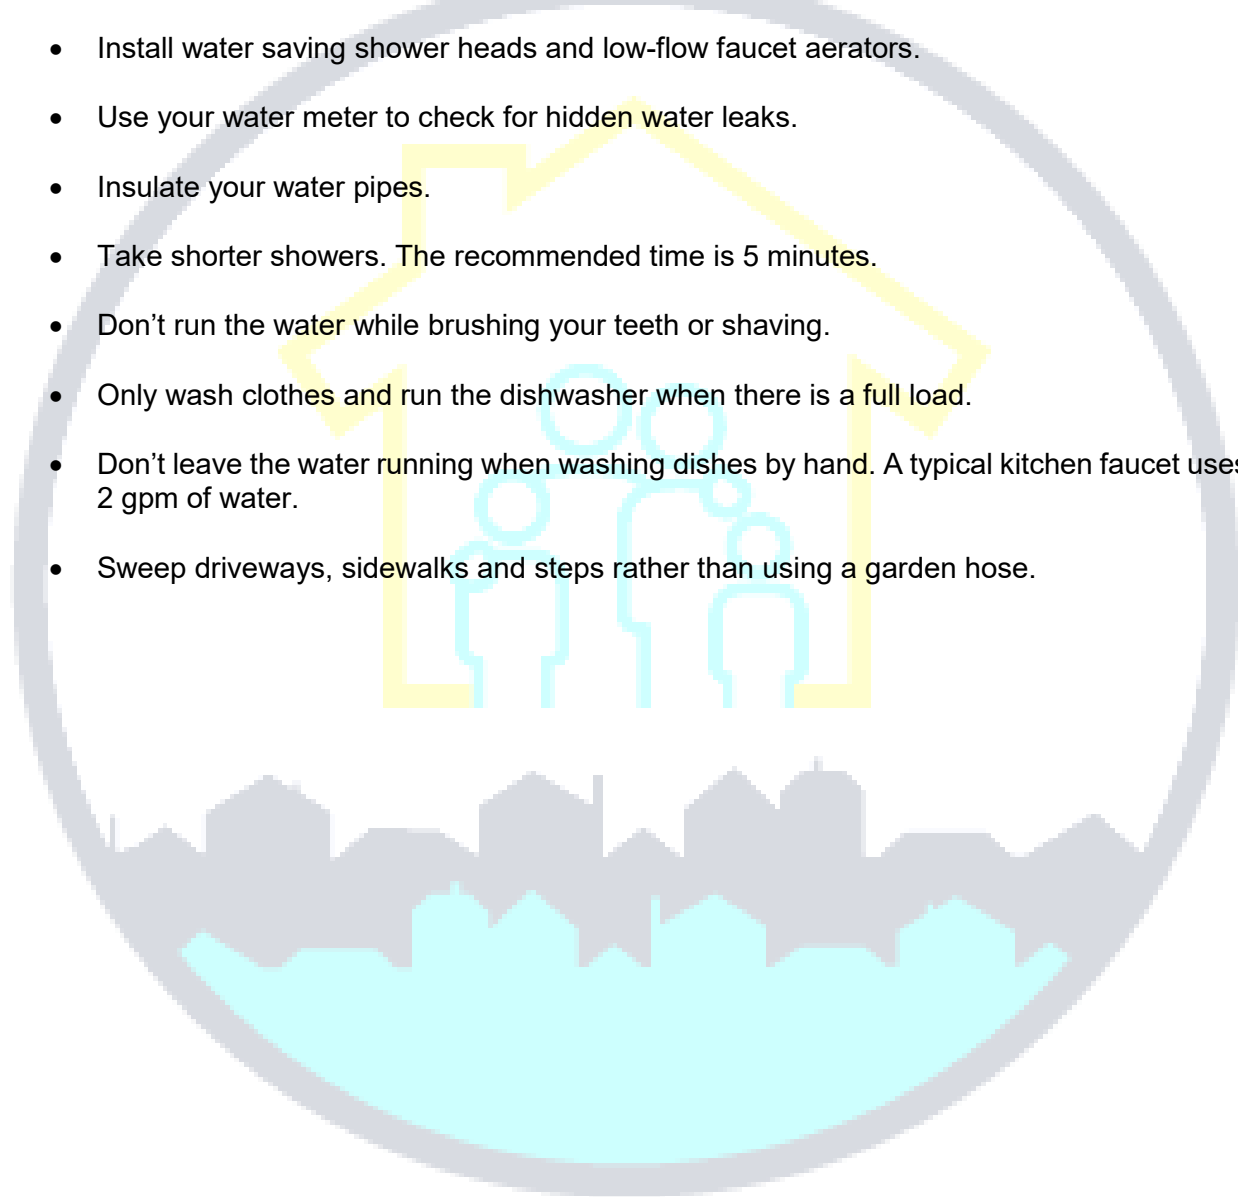 • Install water saving shower heads and low-flow faucet aerators.
• Use your water meter to check for hidden water leaks.
• Insulate your water pipes.
• Take shorter showers. The recommended time is 5 minutes.
• Don’t run the water while brushing your teeth or shaving.
• Only wash clothes and run the dishwasher when there is a full load.
• Don’t leave the water running when washing dishes by hand. A typical kitchen faucet uses
2 gpm of water.
• Sweep driveways, sidewalks and steps rather than using a garden hose.